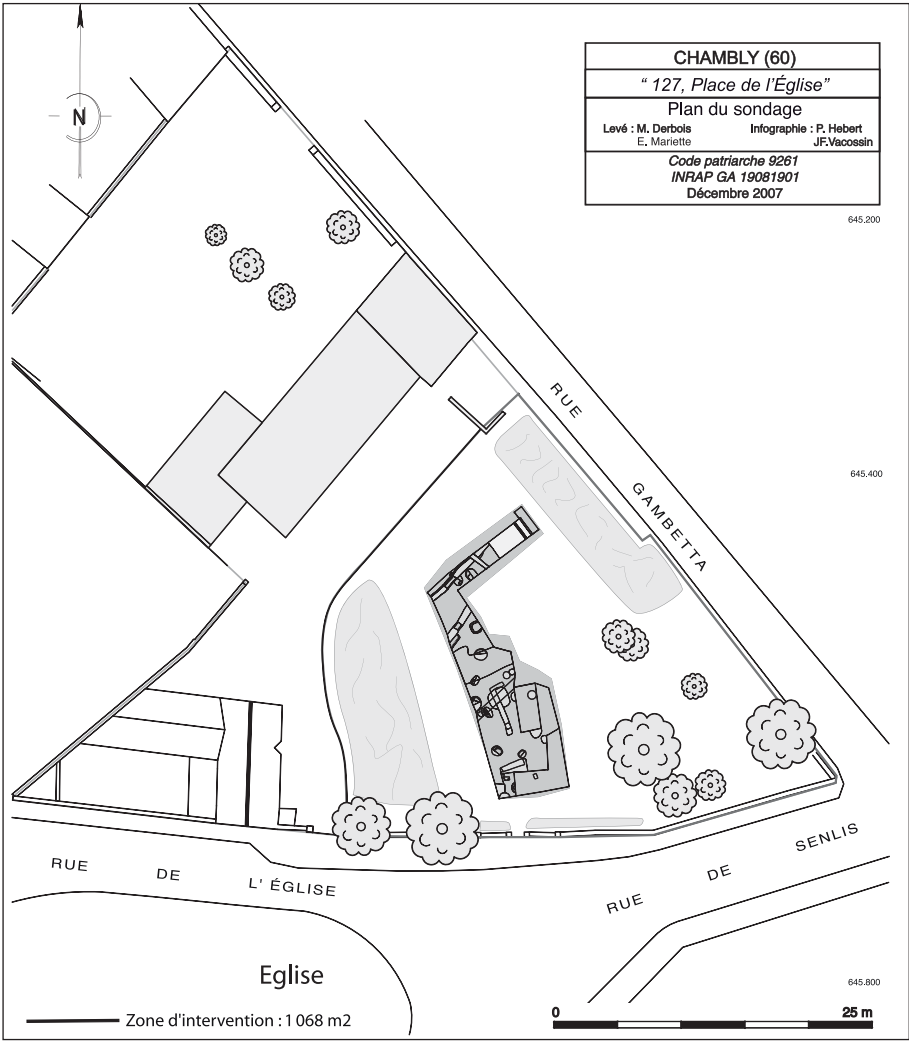 CHAMBLY (60)
“ 127, Place de l’Église”
Plan du sondage
Levé : M. Derbois Infographie : P. Hebert
E. Mariette JF.Vacossin
Code patriarche 9261
INRAP GA 19081901
Décembre 2007
N
645.200
RUE GAMBETTA
645.400
RUE DE L' ÉGLISE
RUE DE SENLIS
Eglise
645.800
Zone d'intervention : 1 068 m2
0 25 m